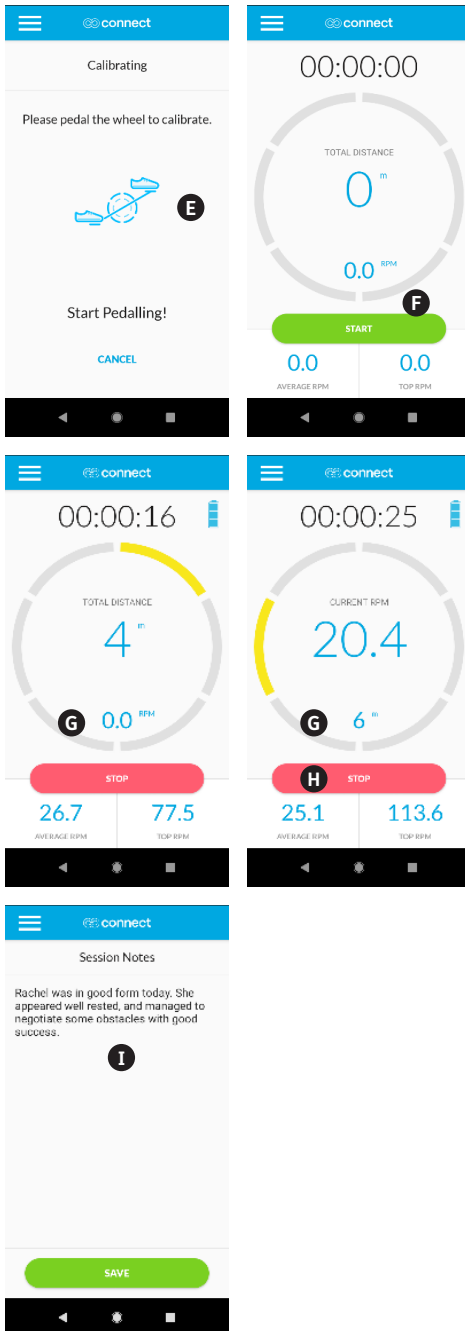 connect
Calibrating
Please pedal the wheel to calibrate.
E
Start Pedalling!
CANCEL
connect
00:00:00
TOTAL DISTANCE
0 m
0.0 RPM
F
START
0.0
0.0
AVERAGE RPM
TOP RPM
connect
00:00:16
TOTAL DISTANCE
4 m
G 0.0 RPM
STOP
26.7
77.5
AVERAGE RPM
TOP RPM
connect
00:00:25
CURRENT RPM
20.4
G 6 m
H STOP
25.1
113.6
AVERAGE RPM
TOP RPM
connect
Session Notes
Rachel was in good form today. She
appeared well rested, and managed to
negotiate some obstacles with good
success.
I
SAVE